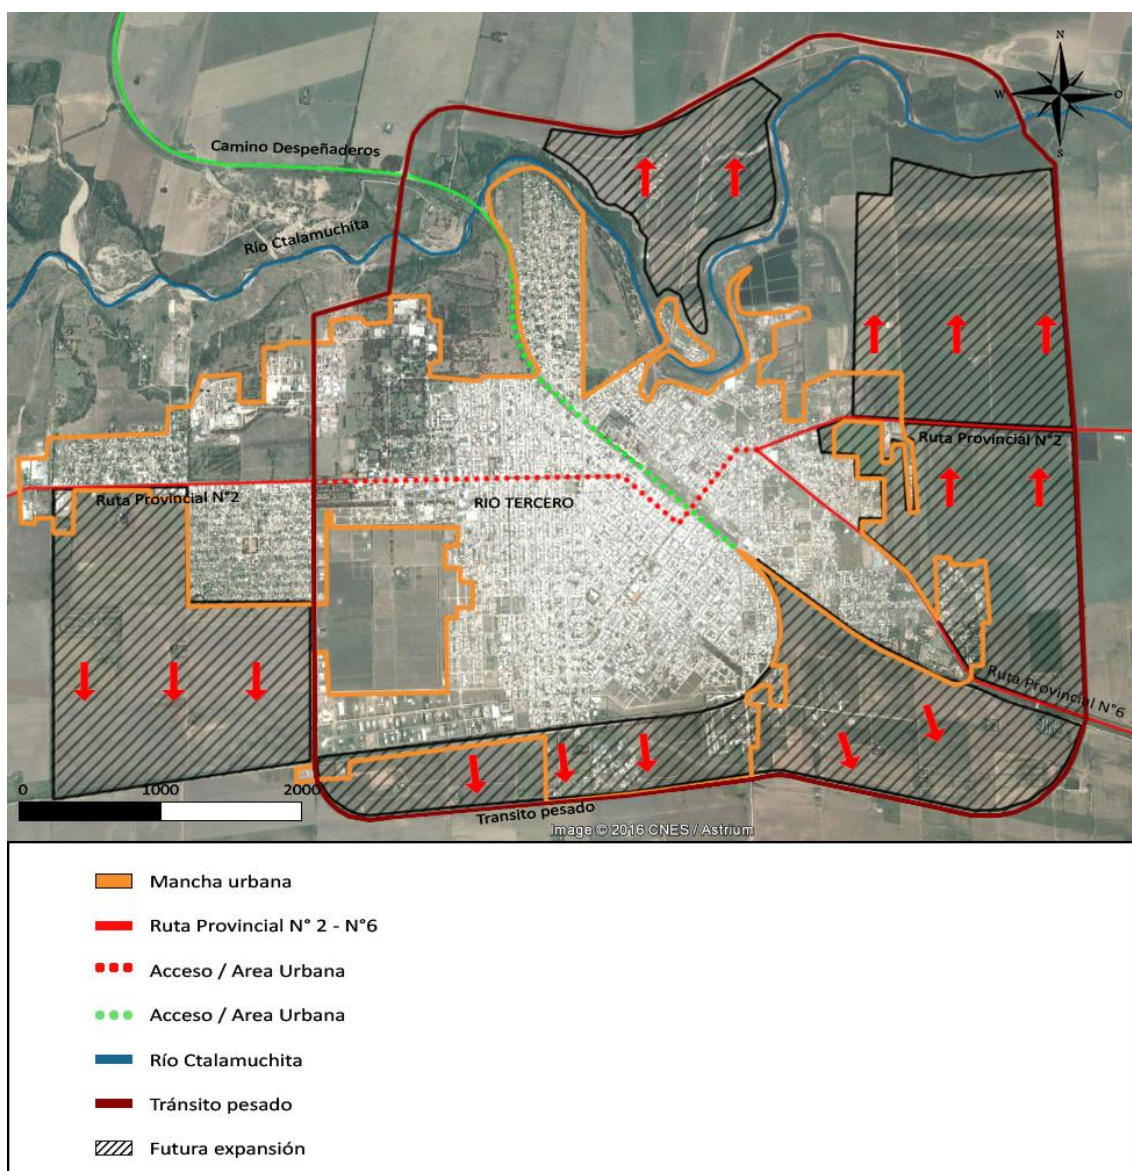 N
W
O
S
Camino Despeñaderos
Río Ctalamuchita
Ruta Provincial N°2
Ruta Provincial N°2
RIO TERCERO
Ruta Provincial N°6
0 1000 2000
Transito pesado
Image © 2016 CNES / Astrium
Mancha urbana
Ruta Provincial N° 2 - N°6
Acceso / Area Urbana
Acceso / Area Urbana
Río Ctalamuchita
Tránsito pesado
Futura expansión